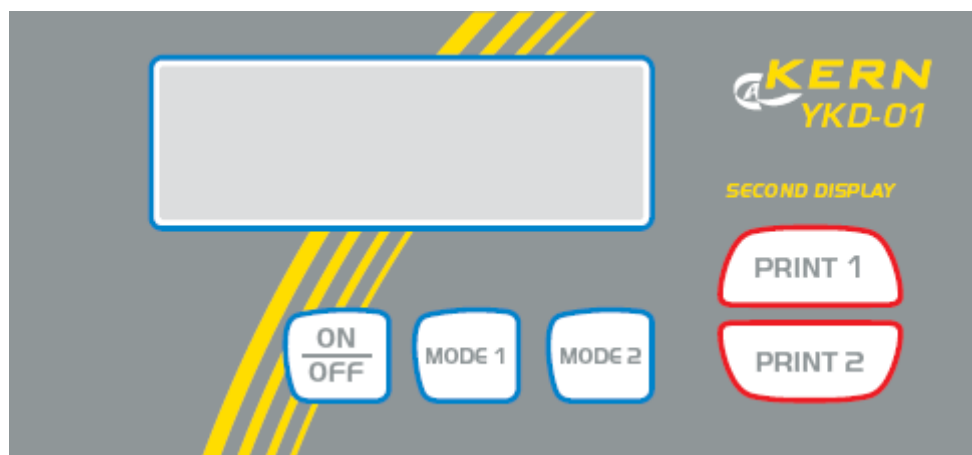 KERN
YKD-01
SECOND DISPLAY
PRINT 1
ON
OFF
MODE 1
MODE 2
PRINT 2